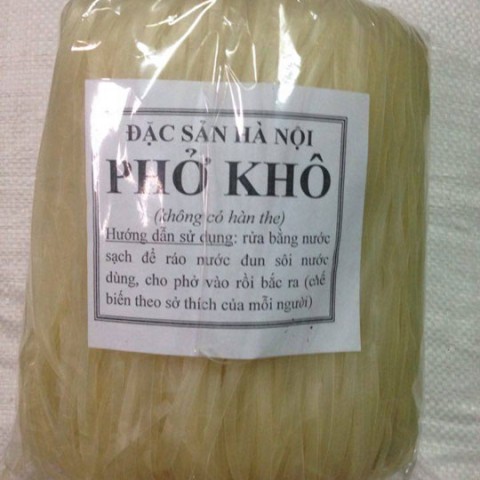 ĐẶC SẢN HÀ NỘI
PHỞ KHÔ
(không có hàn the)
Hướng dẫn sử dụng: rửa bằng nước
sạch để ráo nước đun sôi nước
dùng, cho phở vào rồi bắc ra (chế
biến theo sở thích của mỗi người)